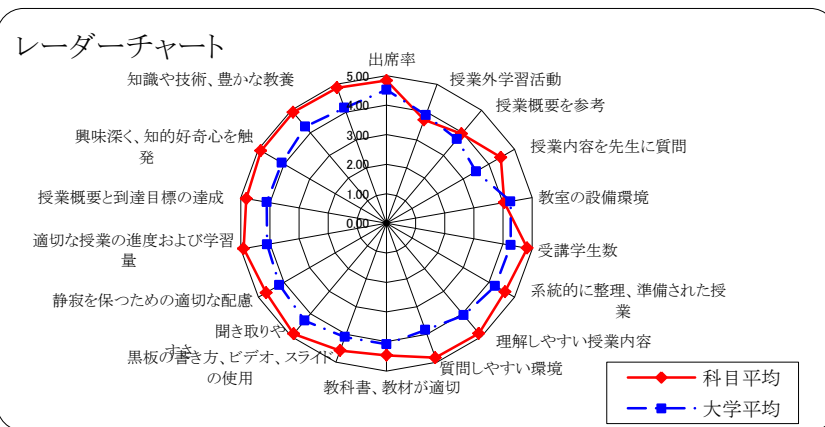 レーダーチャート
出席率
授業外学習活動
授業概要を参考
授業内容を先生に質問
教室の設備環境
受講学生数
系統的に整理、準備された授
業
理解しやすい授業内容
質問しやすい環境
教科書、教材が適切
黒板の書き方、ビデオ、スライド
の使用
聞き取りや
すさ
静寂を保つための適切な配慮
適切な授業の進度および学習
量
授業概要と到達目標の達成
興味深く、知的好奇心を触
発
知識や技術、豊かな教養
5.00
4.00
3.00
2.00
1.00
0.00
科目平均
大学平均